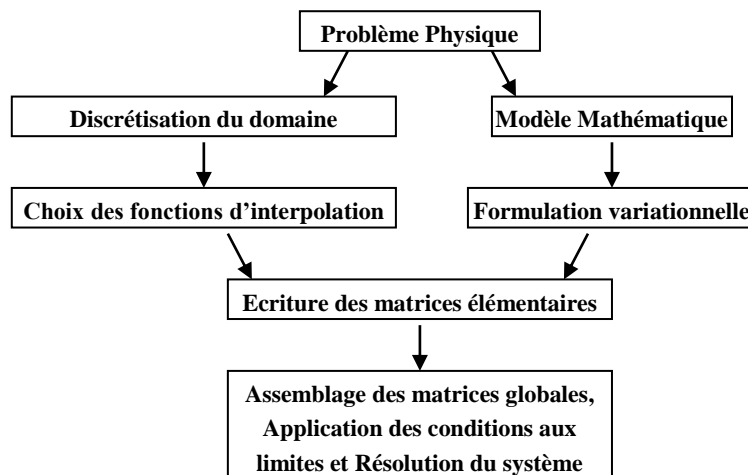 Problème Physique
Discrétisation du domaine
Modèle Mathématique
Choix des fonctions d’interpolation
Formulation variationnelle
Ecriture des matrices élémentaires
Assemblage des matrices globales,
Application des conditions aux
limites et Résolution du système